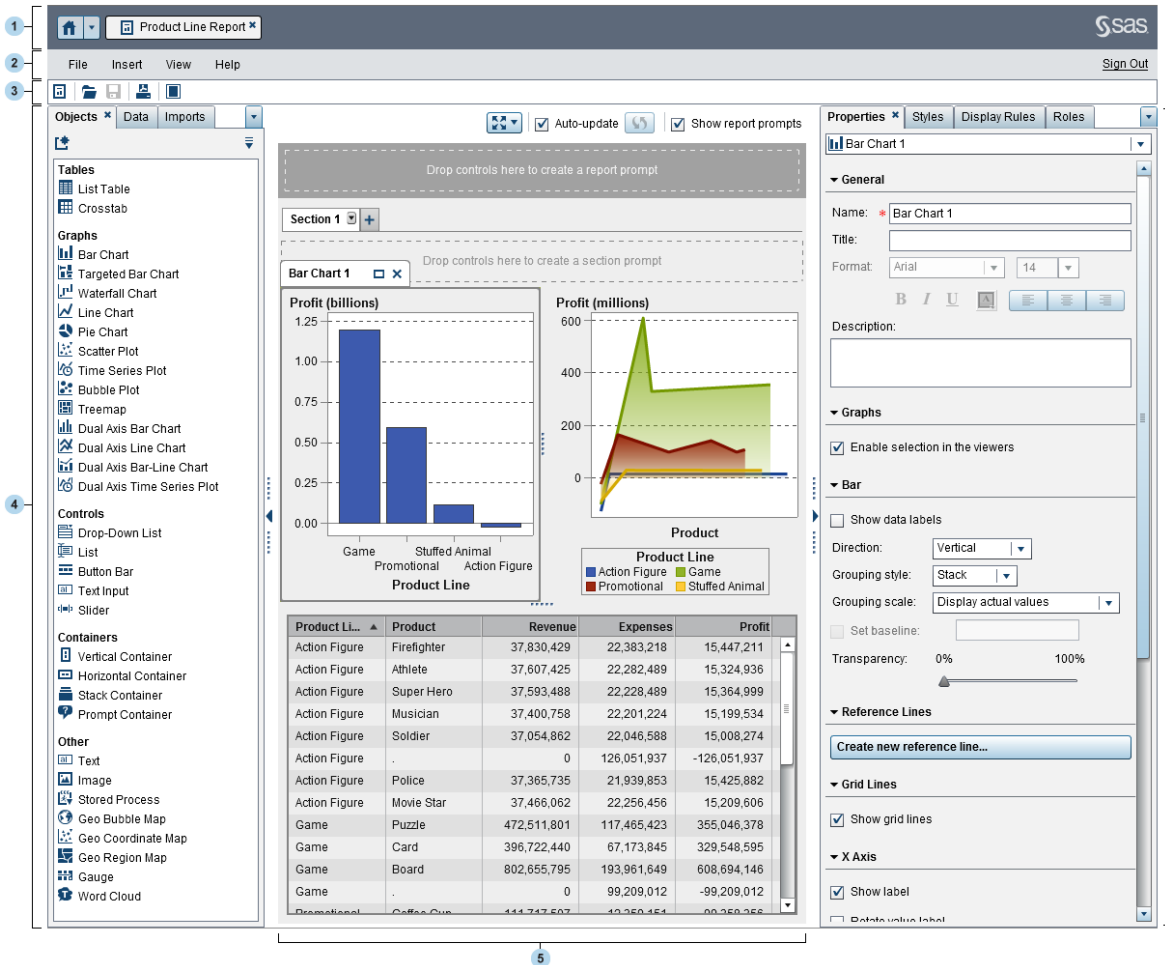 1
Product Line Report
sas
2
File Insert View Help
Sign Out
3
Objects Data Imports
Tables
List Table
Crosstab
Graphs
Bar Chart
Targeted Bar Chart
Waterfall Chart
Line Chart
Pie Chart
Scatter Plot
Time Series Plot
Bubble Plot
Treemap
Dual Axis Bar Chart
Dual Axis Line Chart
Dual Axis Bar-Line Chart
Dual Axis Time Series Plot
Controls
Drop-Down List
List
Button Bar
Text Input
Slider
Containers
Vertical Container
Horizontal Container
Stack Container
Prompt Container
Other
Text
Image
Stored Process
Geo Bubble Map
Geo Coordinate Map
Geo Region Map
Gauge
Word Cloud
4
Auto-update
Show report prompts
Drop controls here to create a report prompt
Section 1 +
Drop controls here to create a section prompt
Bar Chart 1
Profit (billions)
1.25
1.00
0.75
0.50
0.25
0.00
Game Stuffed Animal
Promotional Action Figure
Product Line
Profit (millions)
600
400
200
0
Product
Product Line
Action Figure Game
Promotional Stuffed Animal
Product Li... Product Revenue Expenses Profit
Action Figure Firefighter 37,830,429 22,383,218 15,447,211
Action Figure Athlete 37,607,425 22,282,489 15,324,936
Action Figure Super Hero 37,593,488 22,228,489 15,364,999
Action Figure Musician 37,400,758 22,201,224 15,199,534
Action Figure Soldier 37,054,862 22,046,588 15,008,274
Action Figure . 0 126,051,937 -126,051,937
Action Figure Police 37,365,735 21,939,853 15,425,882
Action Figure Movie Star 37,466,062 22,256,456 15,209,606
Game Puzzle 472,511,801 117,465,423 355,046,378
Game Card 396,722,440 67,173,845 329,548,595
Game Board 802,655,795 193,961,649 608,694,146
Game . 0 99,209,012 -99,209,012
Promotional Coffee Cup
5
Properties Styles Display Rules Roles
Bar Chart 1
General
Name: * Bar Chart 1
Title:
Format: Arial 14
B I U A
Description:
Graphs
Enable selection in the viewers
Bar
Show data labels
Direction: Vertical
Grouping style: Stack
Grouping scale: Display actual values
Set baseline:
Transparency: 0% 100%
Reference Lines
Create new reference line...
Grid Lines
Show grid lines
X Axis
Show label
Rotate value label